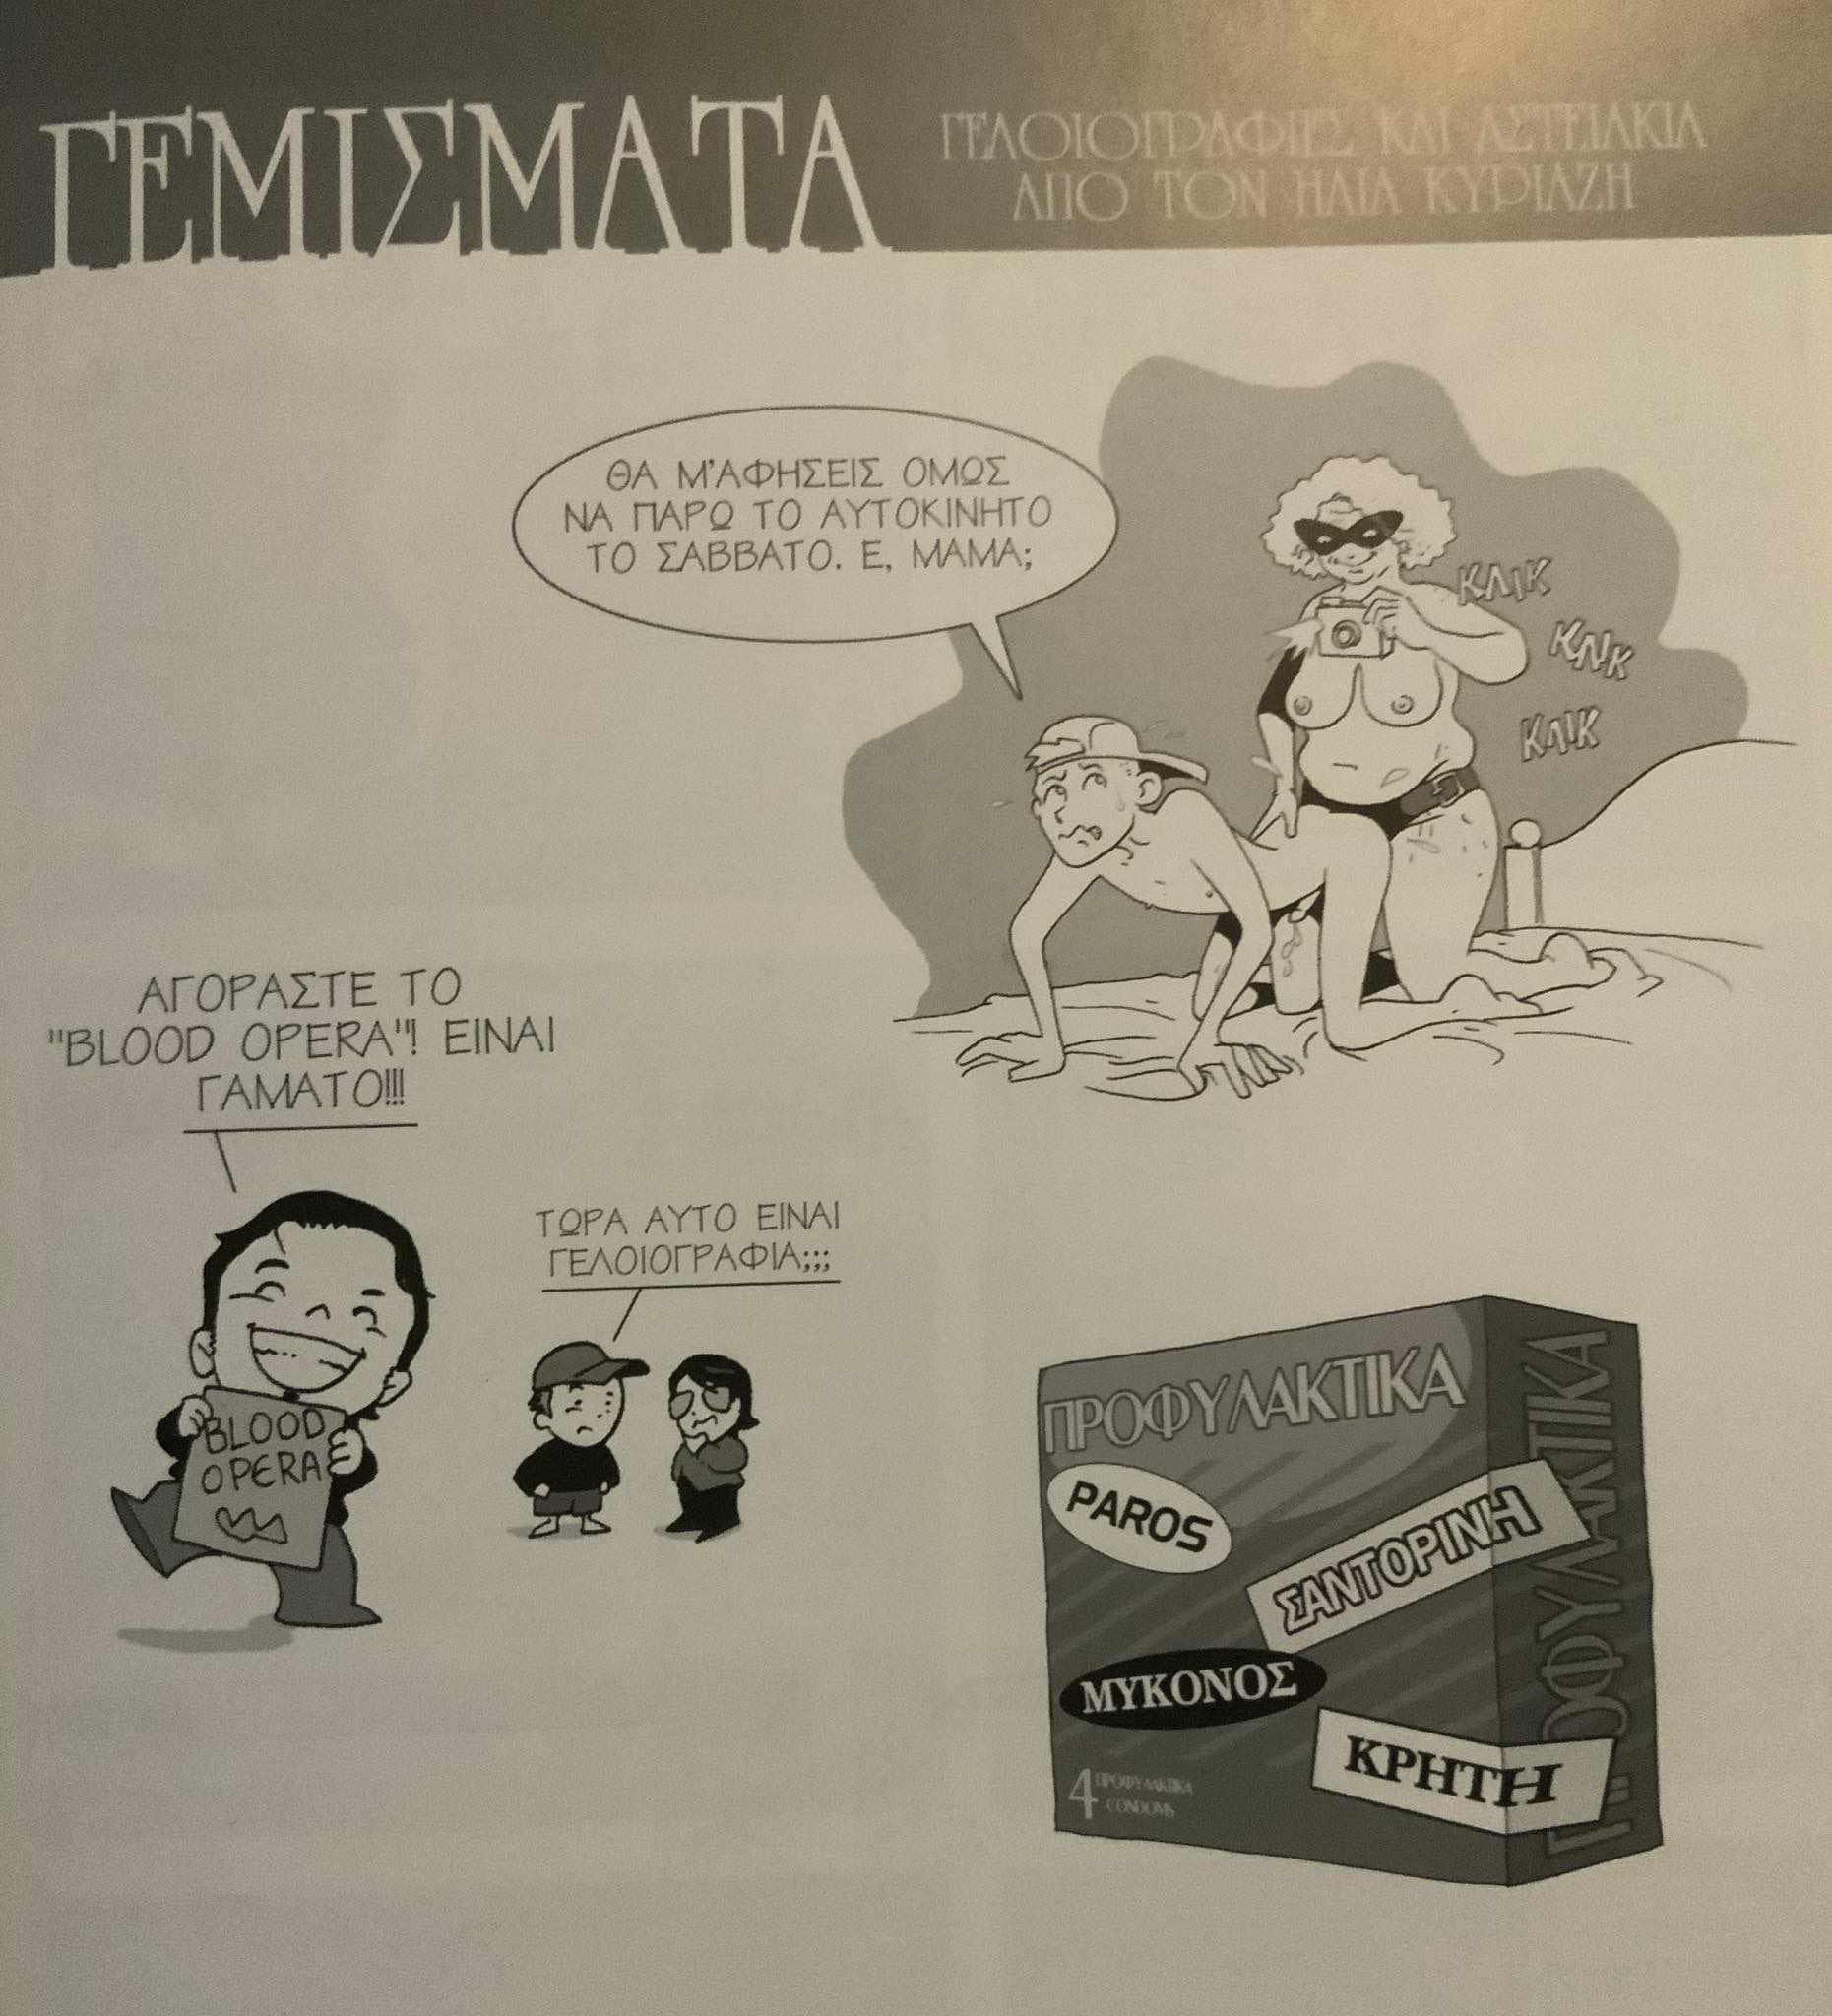 ΓΕΜΙΣΜΑΤΑ
ΓΕΛΟΙΟΓΡΑΦΙΕΣ ΚΑΙ ΑΣΤΕΙΑΚΙΑ
ΑΠΟ ΤΟΝ ΗΛΙΑ ΚΥΡΙΑΖΗ
ΘΑ Μ'ΑΦΗΣΕΙΣ ΟΜΩΣ
ΝΑ ΠΑΡΩ ΤΟ ΑΥΤΟΚΙΝΗΤΟ
ΤΟ ΣΑΒΒΑΤΟ. Ε, ΜΑΜΑ;
ΚΛΙΚ
ΚΛΙΚ
ΚΛΙΚ
ΑΓΟΡΑΣΤΕ ΤΟ
"BLOOD OPERA"! ΕΙΝΑΙ
ΓΑΜΑΤΟ!!!
BLOOD
OPERA
ΤΩΡΑ ΑΥΤΟ ΕΙΝΑΙ
ΓΕΛΟΙΟΓΡΑΦΙΑ;;;
ΠΡΟΦΥΛΑΚΤΙΚΑ
PAROS
ΣΑΝΤΟΡΙΝΗ
ΜΥΚΟΝΟΣ
ΚΡΗΤΗ
4 ΠΡΟΦΥΛΑΚΤΙΚΑ
CONDOMS
ΠΡΟΦΥΛΑΚΤΙΚΑ